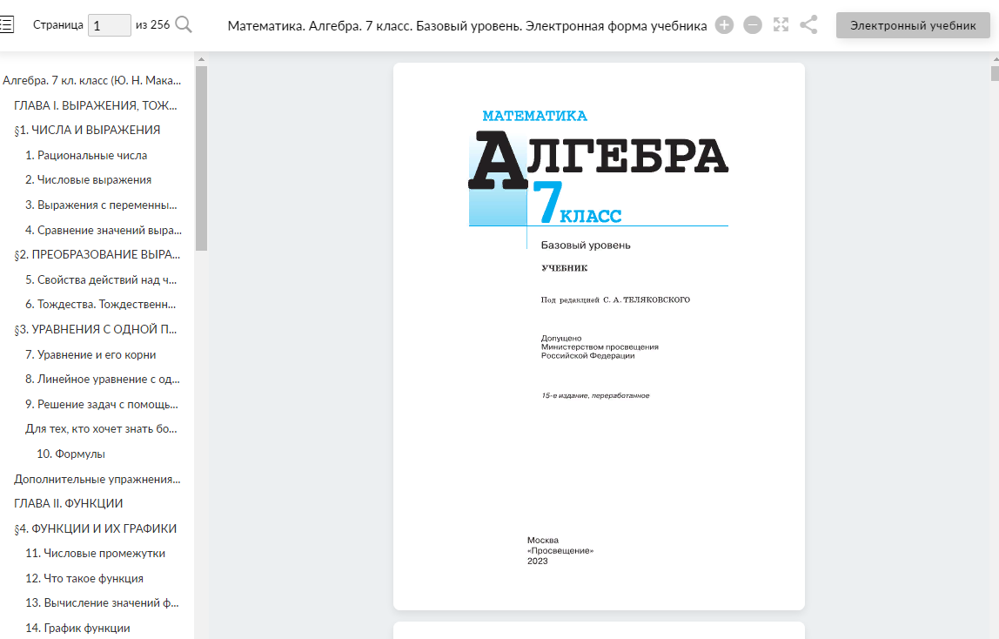 Страница 1 из 256
Математика. Алгебра. 7 класс. Базовый уровень. Электронная форма учебника
Электронный учебник
Алгебра. 7 кл. класс (Ю. Н. Мака...
ГЛАВА I. ВЫРАЖЕНИЯ, ТОЖ...
§1. ЧИСЛА И ВЫРАЖЕНИЯ
1. Рациональные числа
2. Числовые выражения
3. Выражения с переменны...
4. Сравнение значений выра...
§2. ПРЕОБРАЗОВАНИЕ ВЫРА...
5. Свойства действий над ч...
6. Тождества. Тождественн...
§3. УРАВНЕНИЯ С ОДНОЙ П...
7. Уравнение и его корни
8. Линейное уравнение с од...
9. Решение задач с помощь...
Для тех, кто хочет знать бо...
10. Формулы
Дополнительные упражнения...
ГЛАВА II. ФУНКЦИИ
§4. ФУНКЦИИ И ИХ ГРАФИКИ
11. Числовые промежутки
12. Что такое функция
13. Вычисление значений ф...
14. График функции
МАТЕМАТИКА
АЛГЕБРА
7 КЛАСС
Базовый уровень
УЧЕБНИК
Под редакцией С. А. ТЕЛЯКОВСКОГО
Допущено
Министерством просвещения
Российской Федерации
15-е издание, переработанное
Москва
«Просвещение»
2023